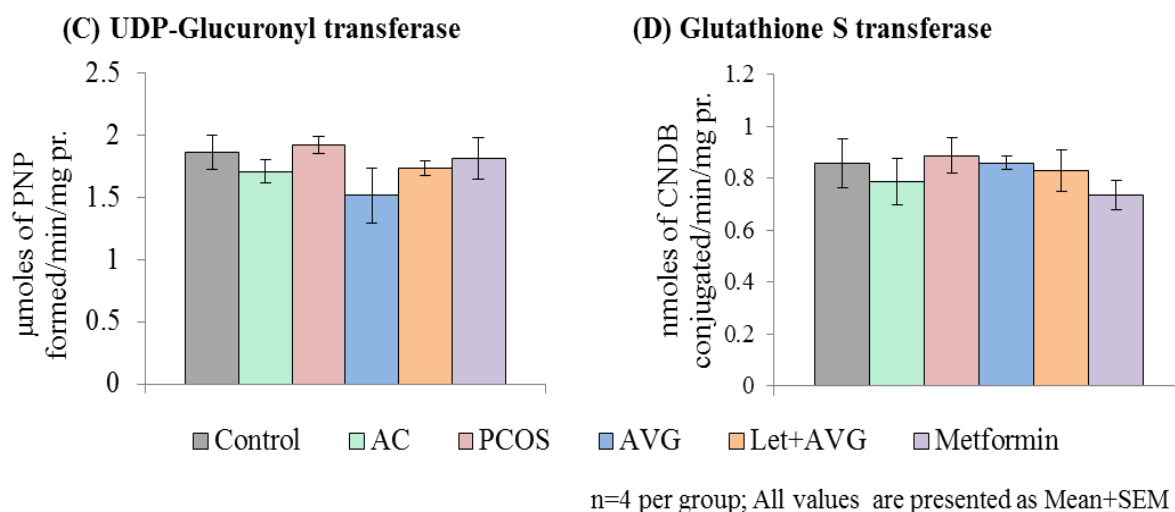 (C) UDP-Glucuronyl transferase
µmoles of PNP
formed/min/mg pr.
2.5
2
1.5
1
0.5
0
(D) Glutathione S transferase
nmoles of CNDB
conjugated/min/mg pr.
1.2
1
0.8
0.6
0.4
0.2
0
Control AC PCOS AVG Let+AVG Metformin
n=4 per group; All values are presented as Mean±SEM